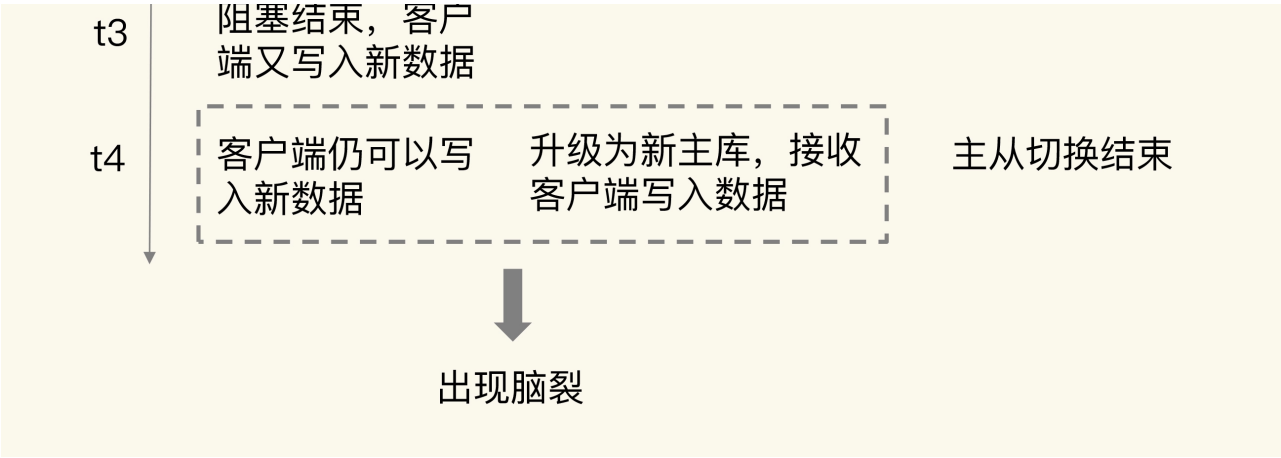 t3
阻塞结束，客户
端又写入新数据
t4
客户端仍可以写
入新数据
升级为新主库，接收
客户端写入数据
主从切换结束
出现脑裂